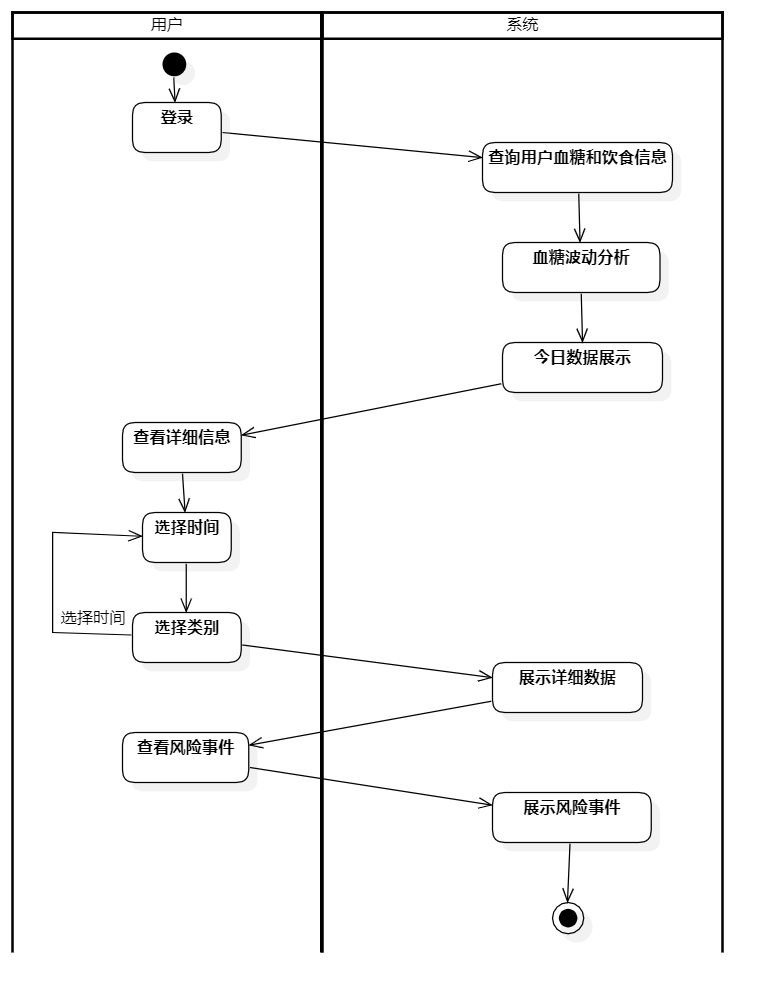 用户
系统
登录
查询用户血糖和饮食信息
血糖波动分析
今日数据展示
查看详细信息
选择时间
选择时间
选择类别
展示详细数据
查看风险事件
展示风险事件